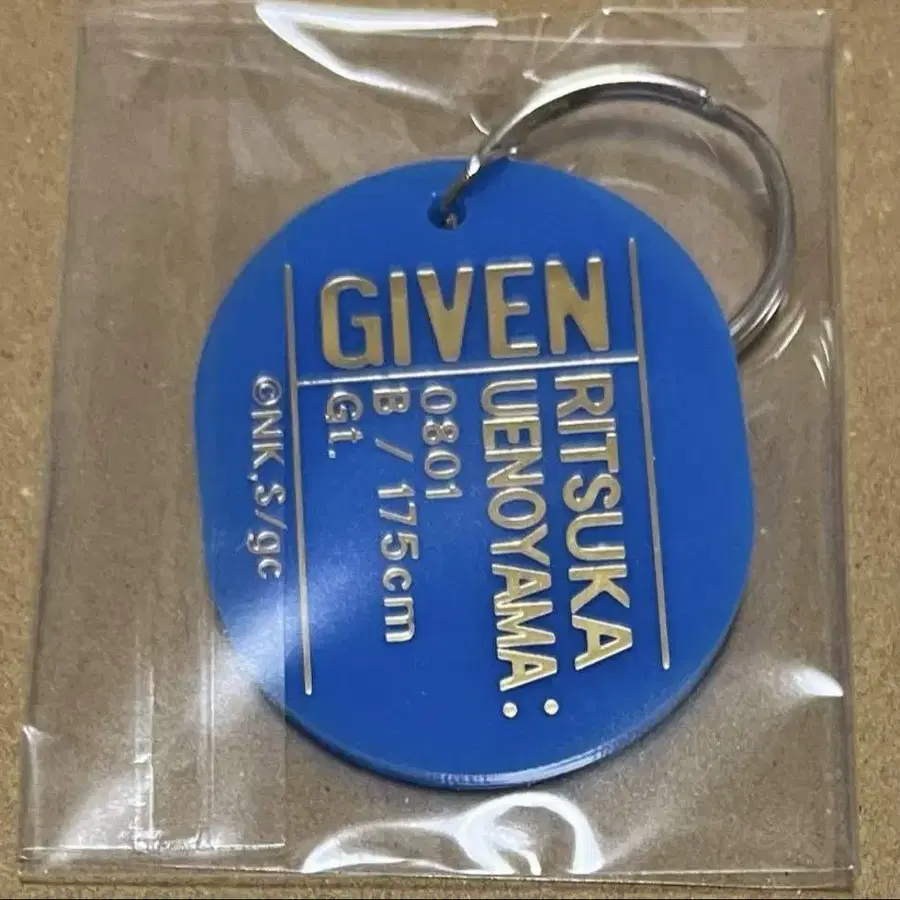 GIVEN
RITSUKA
UENOYAMA:
0801
B / 175cm
Gt.
©NK,S/gc